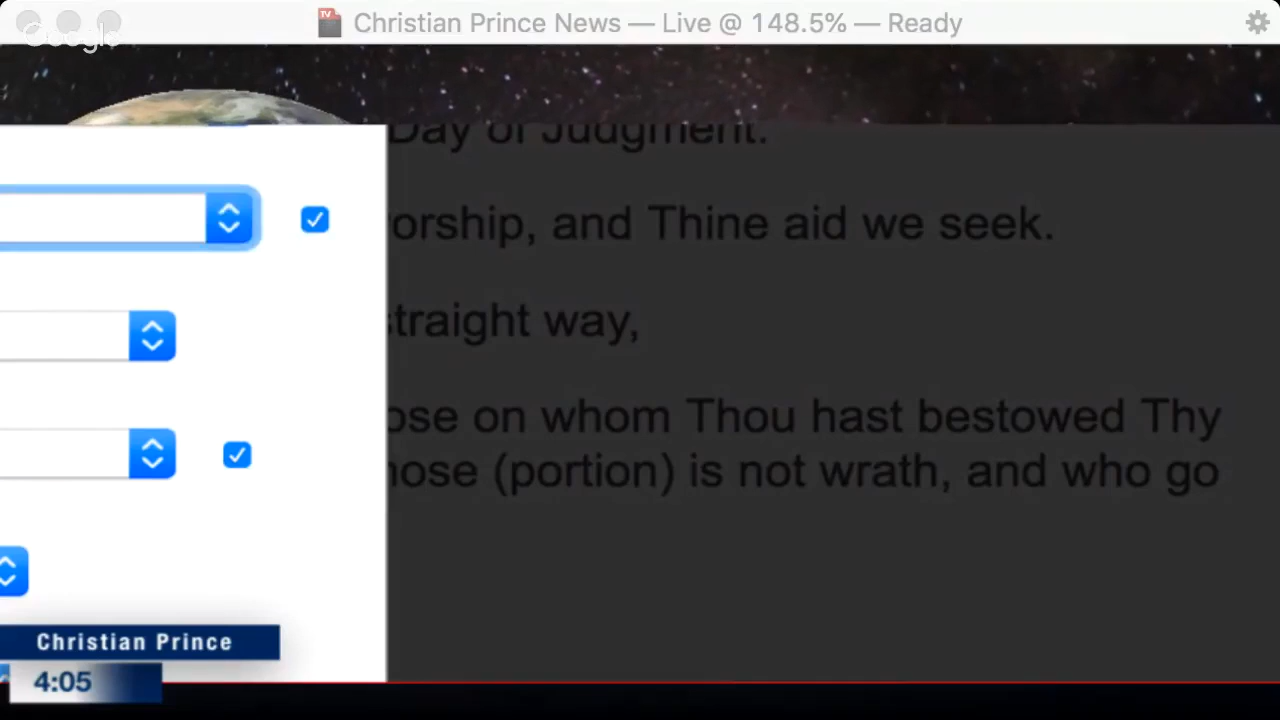 Christian Prince News — Live @ 148.5% — Ready
Google
Day of Judgment.
orship, and Thine aid we seek.
straight way,
ose on whom Thou hast bestowed Thy
hose (portion) is not wrath, and who go
Christian Prince
4:05